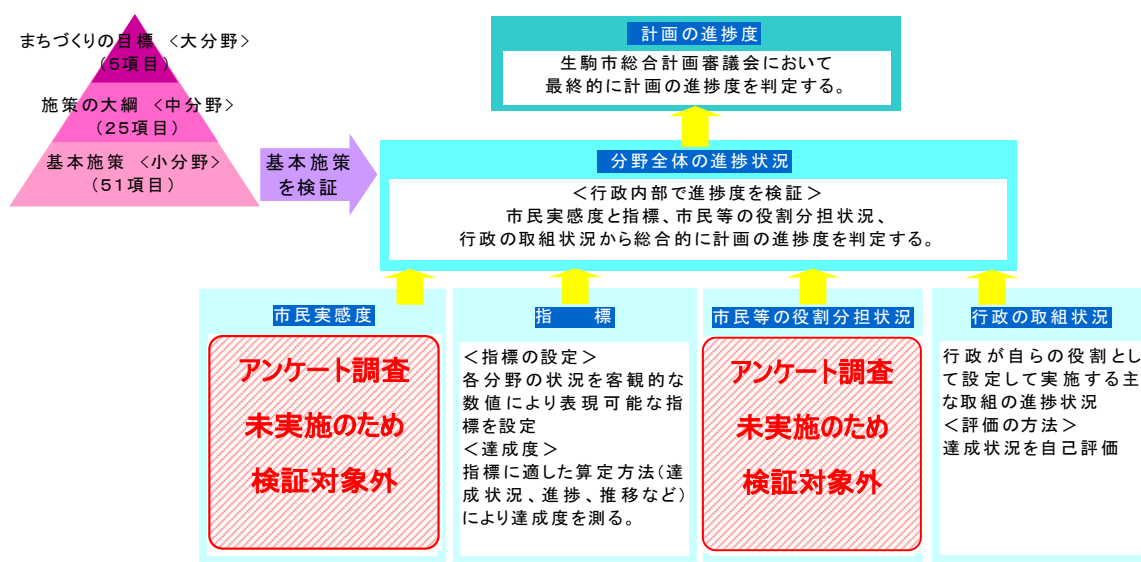 まちづくりの目標 <大分野>
(5項目)
施策の大綱 <中分野>
(25項目)
基本施策 <小分野>
(51項目)
基本施策
を検証
計画の進捗度
生駒市総合計画審議会において
最終的に計画の進捗度を判定する。
分野全体の進捗状況
<行政内部で進捗度を検証>
市民実感度と指標、市民等の役割分担状況、
行政の取組状況から総合的に計画の進捗度を判定する。
市民実感度
アンケート調査
未実施のため
検証対象外
指 標
<指標の設定>
各分野の状況を客観的な
数値により表現可能な指
標を設定
<達成度>
指標に適した算定方法(達
成状況、進捗、推移など)
により達成度を測る。
市民等の役割分担状況
アンケート調査
未実施のため
検証対象外
行政の取組状況
行政が自らの役割とし
て設定して実施する主
な取組の進捗状況
<評価の方法>
達成状況を自己評価